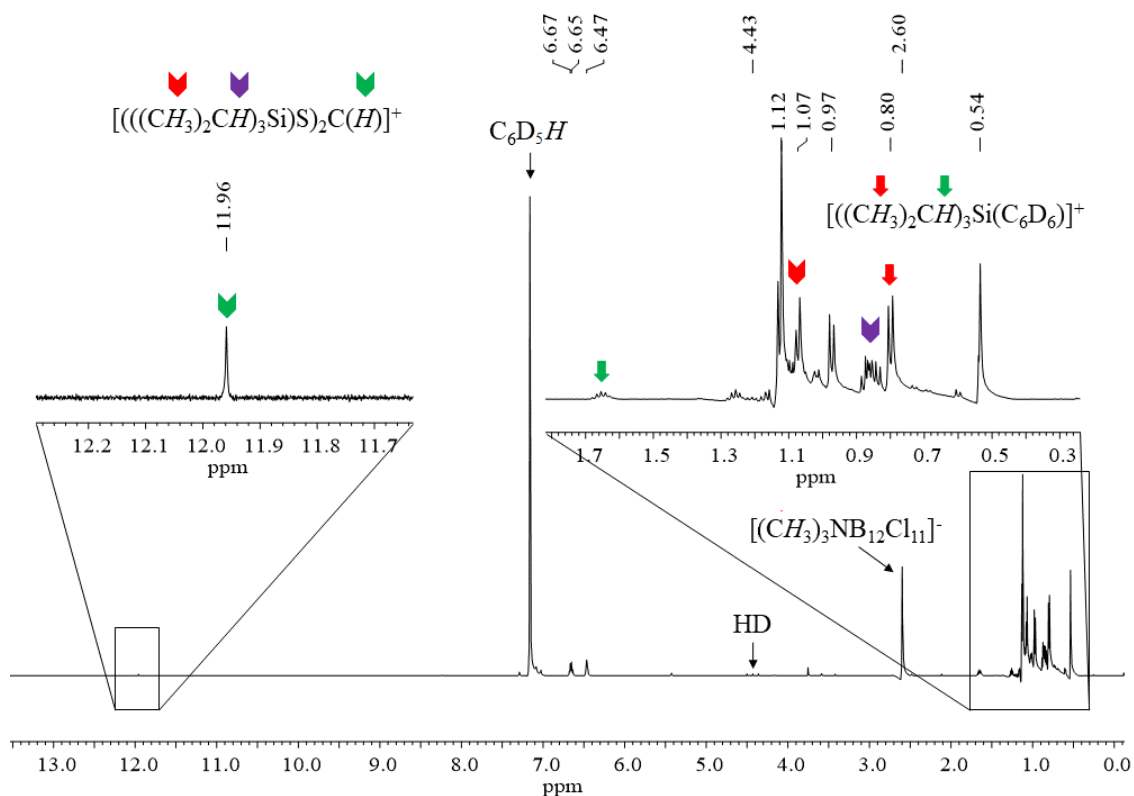 6.67
6.65
6.47
4.43
2.60
[(((CH₃)₂CH)₃Si)S)₂C(H)]⁺
C₆D₅H
1.12
1.07
0.97
0.80
0.54
11.96
[((CH₃)₂CH)₃Si(C₆D₆)]⁺
12.2 12.1 12.0 11.9 11.8 11.7
ppm
1.7 1.5 1.3 1.1 0.9 0.7 0.5 0.3
ppm
[(CH₃)₃NB₁₂Cl₁₁]⁻
HD
13.0 12.0 11.0 10.0 9.0 8.0 7.0 6.0 5.0 4.0 3.0 2.0 1.0 0.0
ppm